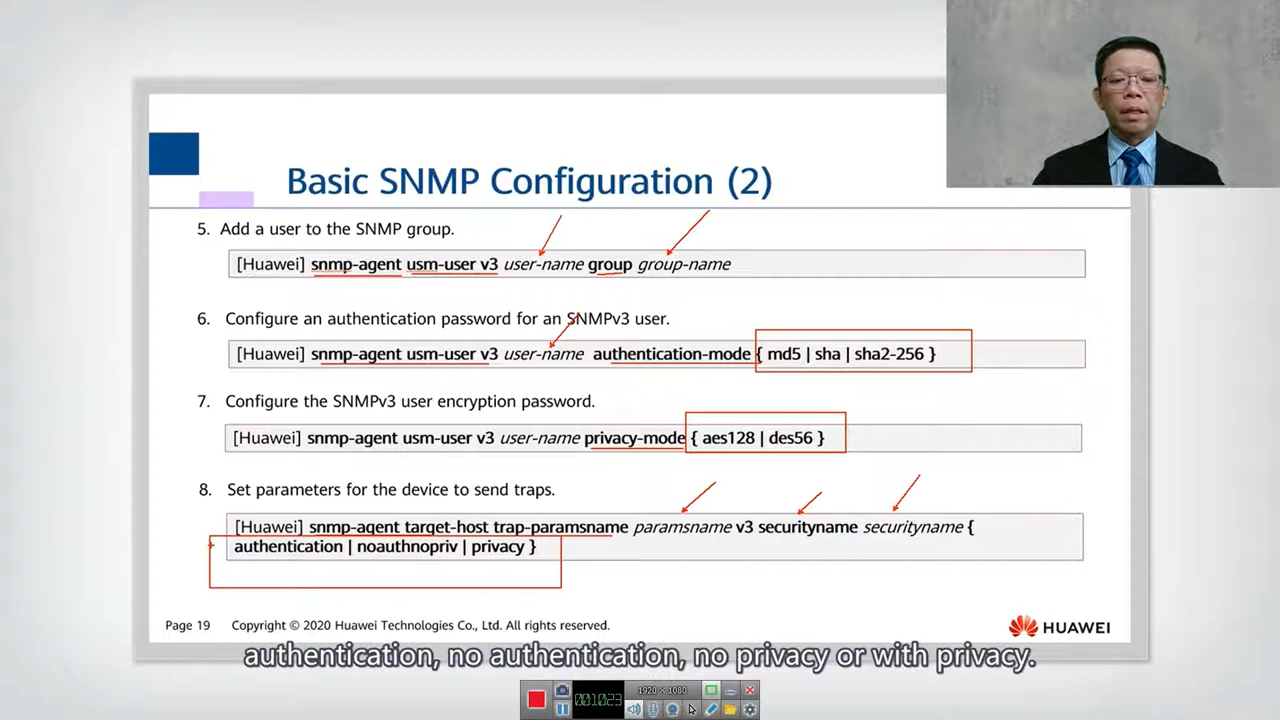 Basic SNMP Configuration (2)
5. Add a user to the SNMP group.
[Huawei] snmp-agent usm-user v3 user-name group group-name
6. Configure an authentication password for an SNMPv3 user.
[Huawei] snmp-agent usm-user v3 user-name authentication-mode { md5 | sha | sha2-256 }
7. Configure the SNMPv3 user encryption password.
[Huawei] snmp-agent usm-user v3 user-name privacy-mode { aes128 | des56 }
8. Set parameters for the device to send traps.
[Huawei] snmp-agent target-host trap-paramsname paramsname v3 securityname securityname {
authentication | noauthnopriv | privacy }
Page 19 Copyright © 2020 Huawei Technologies Co., Ltd. All rights reserved.
HUAWEI
authentication, no authentication, no privacy or with privacy.
001023
1920 × 1080